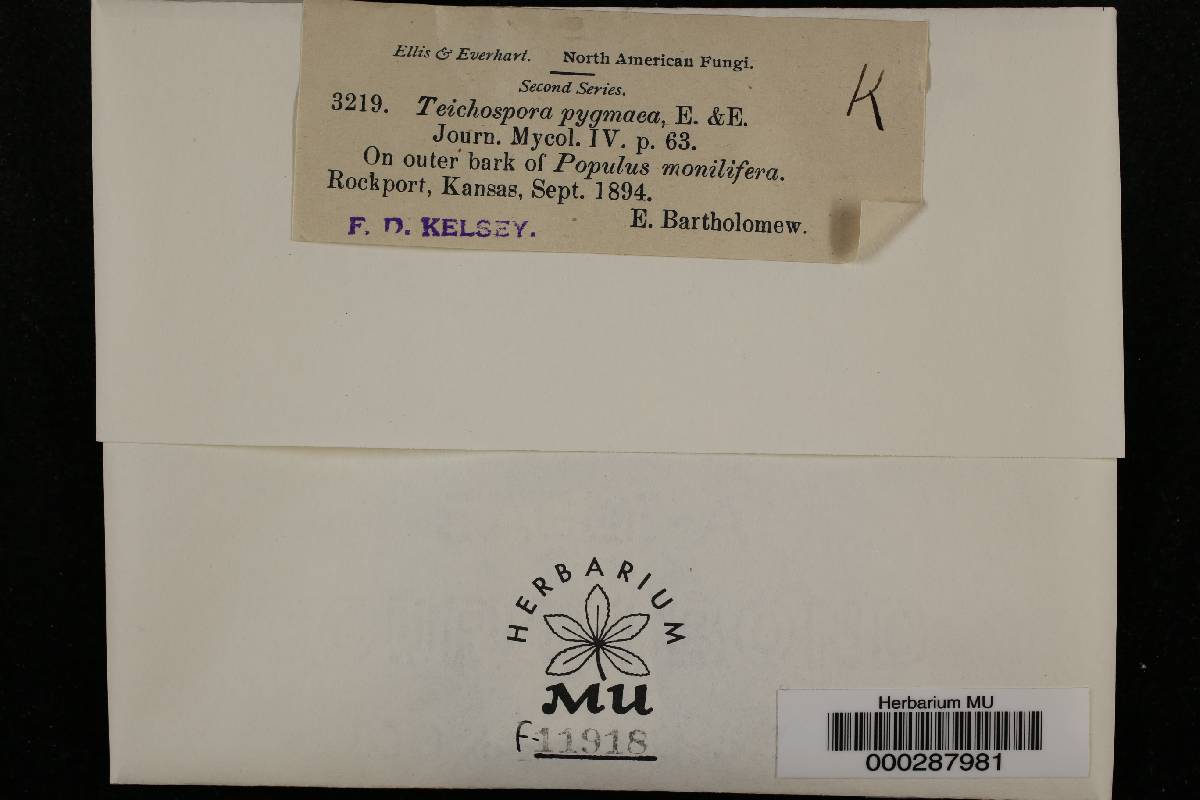 Ellis & Everhart. North American Fungi.
Second Series.
K
3219. Teichospora pygmaea, E. &E.
Journ. Mycol. IV. p. 63.
On outer bark of Populus monilifera.
Rockport, Kansas, Sept. 1894.
F. D. KELSEY. E. Bartholomew.
HERBARIUM
MU
F-11918
Herbarium MU
000287981